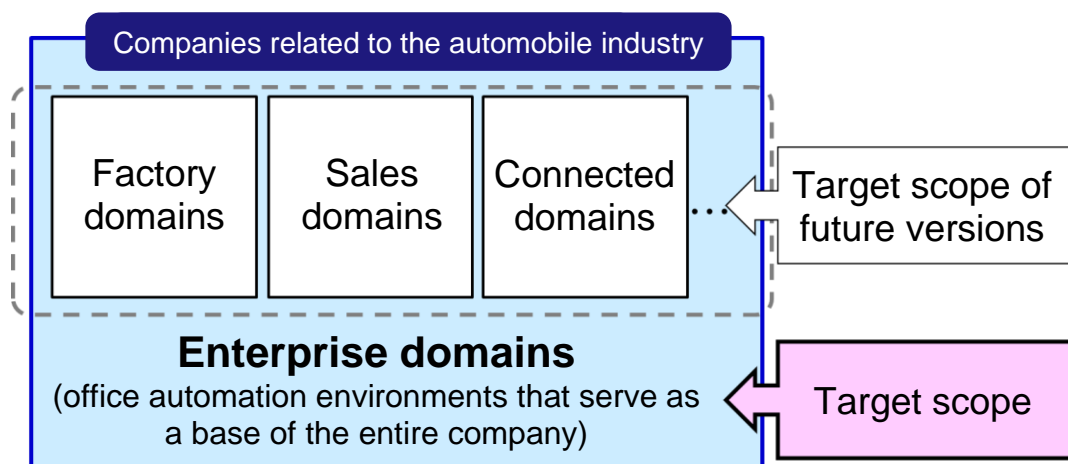 Companies related to the automobile industry
Factory
domains
Sales
domains
Connected
domains
...
Target scope of
future versions
Enterprise domains
(office automation environments that serve as
a base of the entire company)
Target scope